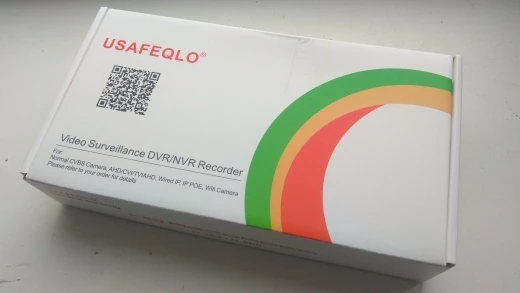 USAFEQLO®
Video Surveillance DVR/NVR Recorder
For:
Normal CVBS Camera, AHD/CVI/TVI/AHD, Wired IP, IP POE, Wifi Camera
Please refer to your order for details